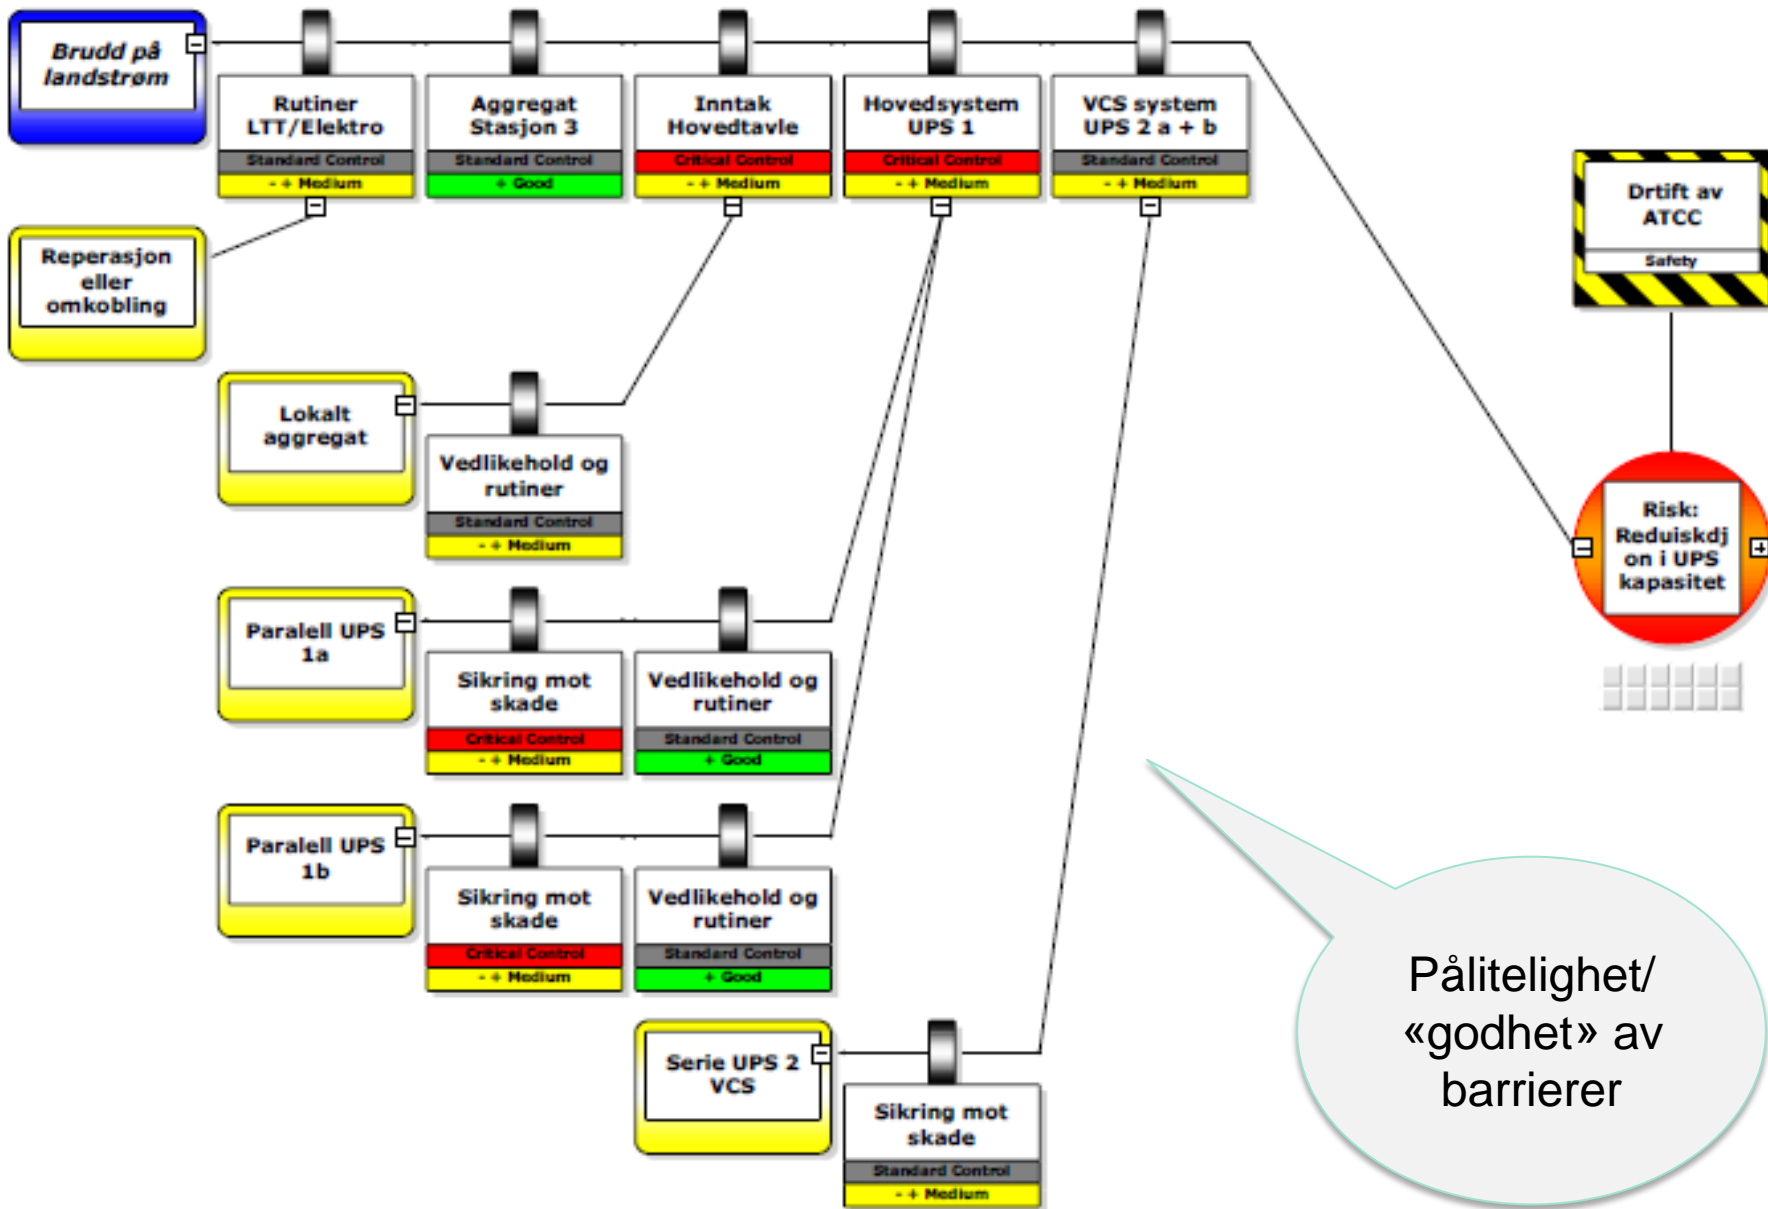 Brudd på
landstrøm
Rutiner
LTT/Elektro
Standard Control
- + Medium
Aggregat
Stasjon 3
Standard Control
+ Good
Inntak
Hovedtavle
Critical Control
- + Medium
Hovedsystem
UPS 1
Critical Control
- + Medium
VCS system
UPS 2 a + b
Standard Control
- + Medium
Drtift av
ATCC
Safety
Reperasjon
eller
omkobling
Lokalt
aggregat
Vedlikehold og
rutiner
Standard Control
- + Medium
Risk:
Reduiskdj
on i UPS
kapasitet
Paralell UPS
1a
Sikring mot
skade
Critical Control
- + Medium
Vedlikehold og
rutiner
Standard Control
+ Good
Paralell UPS
1b
Sikring mot
skade
Critical Control
- + Medium
Vedlikehold og
rutiner
Standard Control
+ Good
Serie UPS 2
VCS
Sikring mot
skade
Standard Control
- + Medium
Pålitelighet/
«godhet» av
barrierer